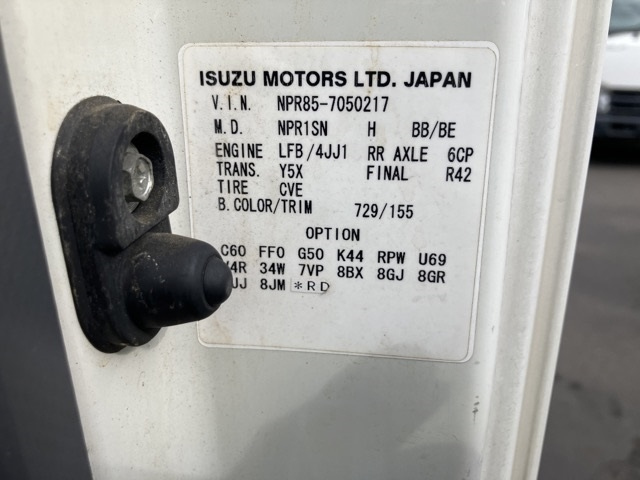 ISUZU MOTORS LTD. JAPAN
V.I.N. NPR85-7050217
M.D. NPR1SN H BB/BE
ENGINE LFB/4JJ1 RR AXLE 6CP
TRANS. Y5X FINAL R42
TIRE CVE
B.COLOR/TRIM 729/155
OPTION
C60 FF0 G50 K44 RPW U69
34W 7VP 8BX 8GJ 8GR
8JM *RD